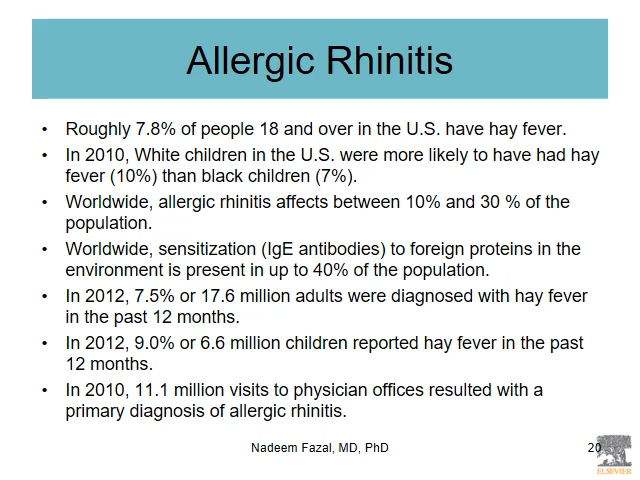 Allergic Rhinitis
• Roughly 7.8% of people 18 and over in the U.S. have hay fever.
• In 2010, White children in the U.S. were more likely to have had hay
fever (10%) than black children (7%).
• Worldwide, allergic rhinitis affects between 10% and 30 % of the
population.
• Worldwide, sensitization (IgE antibodies) to foreign proteins in the
environment is present in up to 40% of the population.
• In 2012, 7.5% or 17.6 million adults were diagnosed with hay fever
in the past 12 months.
• In 2012, 9.0% or 6.6 million children reported hay fever in the past
12 months.
• In 2010, 11.1 million visits to physician offices resulted with a
primary diagnosis of allergic rhinitis.
Nadeem Fazal, MD, PhD
20
ELSEVIER